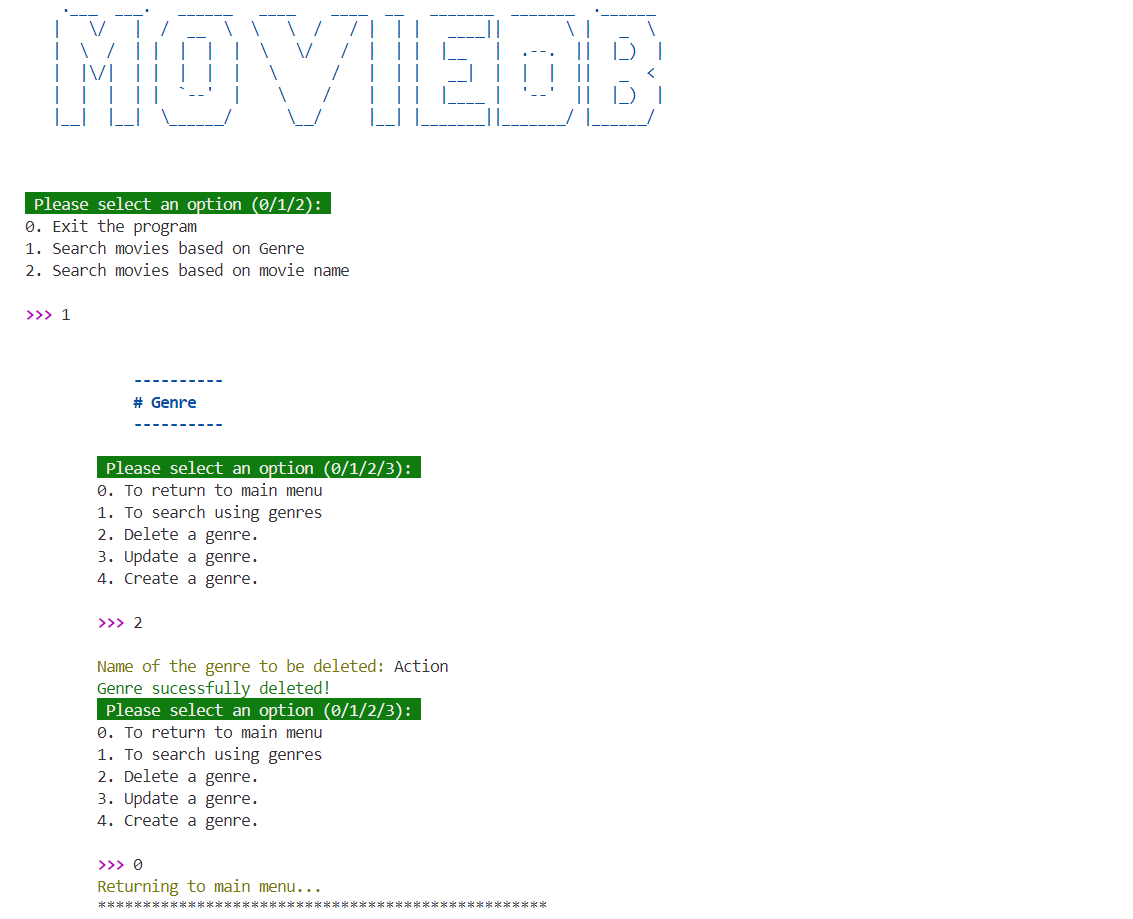 MOVIEDB
Please select an option (0/1/2):
0. Exit the program
1. Search movies based on Genre
2. Search movies based on movie name
>>> 1
----------
# Genre
----------
Please select an option (0/1/2/3):
0. To return to main menu
1. To search using genres
2. Delete a genre.
3. Update a genre.
4. Create a genre.
>>> 2
Name of the genre to be deleted: Action
Genre sucessfully deleted!
Please select an option (0/1/2/3):
0. To return to main menu
1. To search using genres
2. Delete a genre.
3. Update a genre.
4. Create a genre.
>>> 0
Returning to main menu...
**************************************************